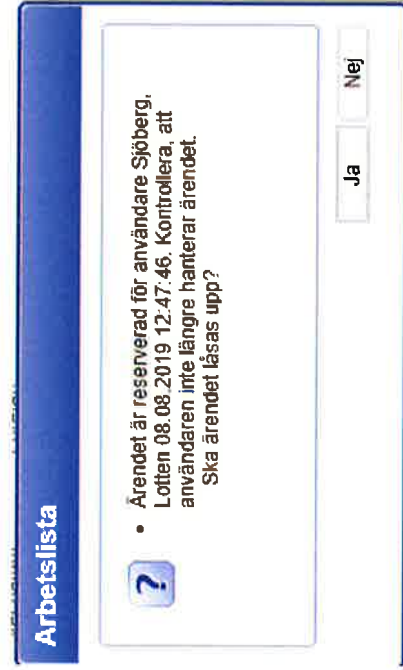 Arbetslista
• Ärendet är reserverad för användare Sjöberg,
Lotten 08.08.2019 12:47:46. Kontrollera, att
användaren inte längre hanterar ärendet.
Ska ärendet låsas upp?
Ja Nej